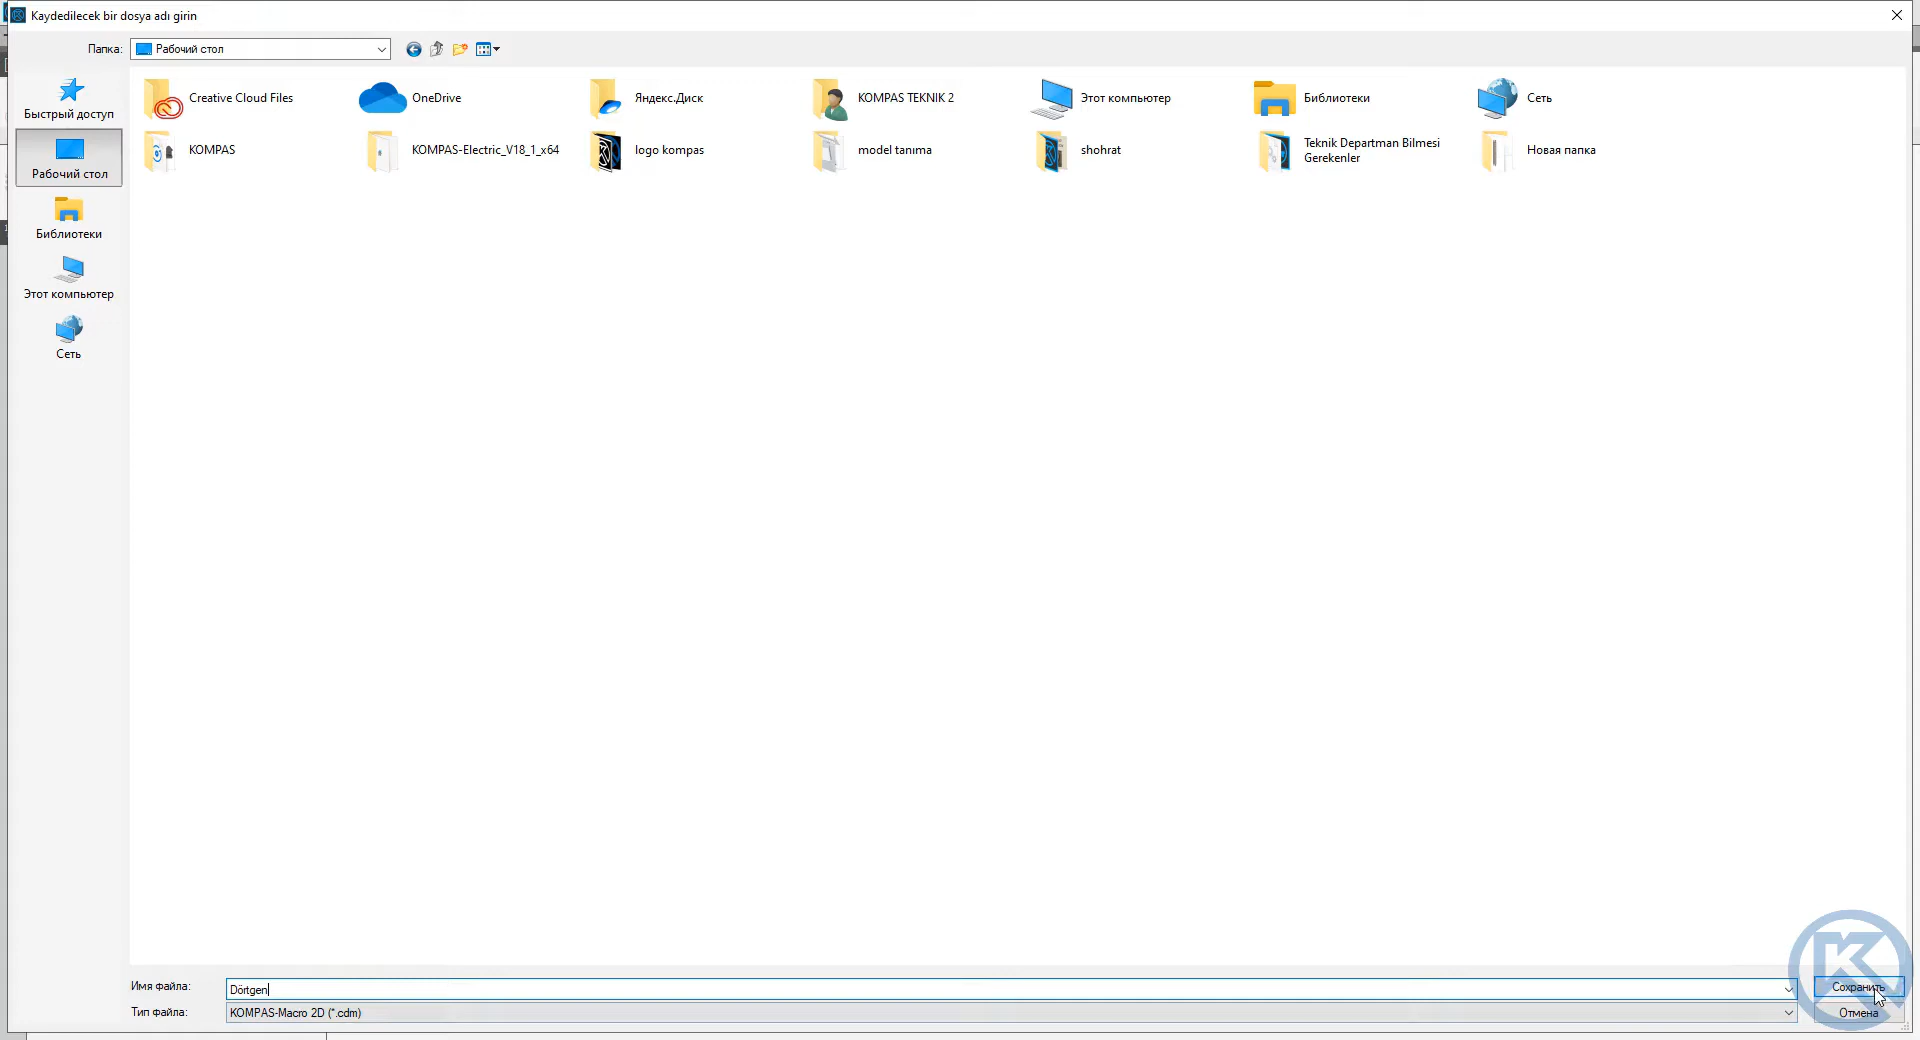 Kaydedilecek bir dosya adı girin
Папка:
Рабочий стол
Быстрый доступ
Рабочий стол
Библиотеки
Этот компьютер
Сеть
Creative Cloud Files
OneDrive
Яндекс.Диск
KOMPAS TEKNIK 2
Этот компьютер
Библиотеки
Сеть
KOMPAS
KOMPAS-Electric_V18_1_x64
logo kompas
model tanıma
shohrat
Teknik Departman Bilmesi
Gerekenler
Новая папка
Имя файла:
Dörtgen
Сохранить
Тип файла:
KOMPAS-Macro 2D (*.cdm)
Отмена